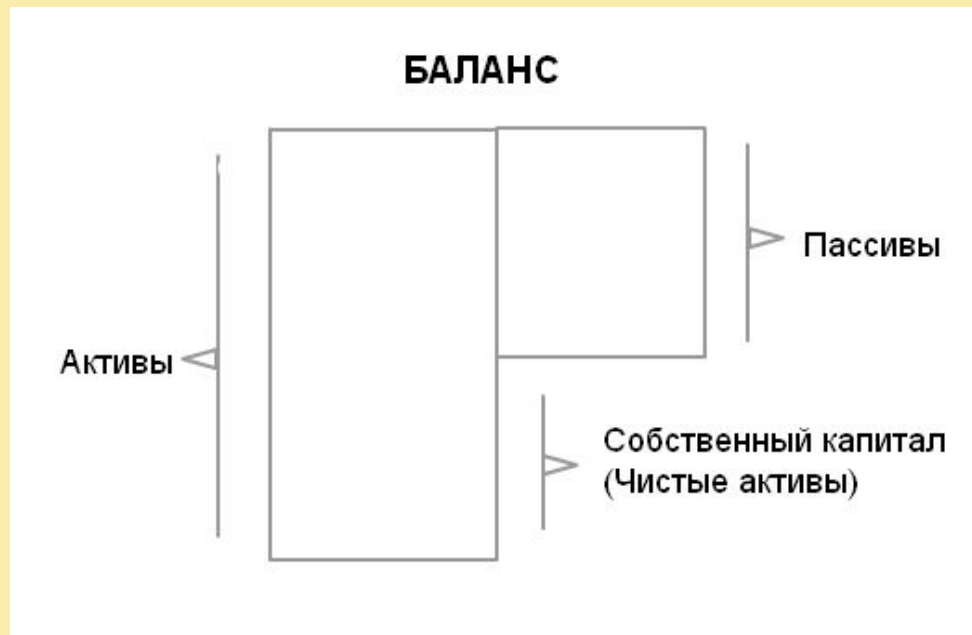 БАЛАНС
Пассивы
Активы
Собственный капитал
(Чистые активы)